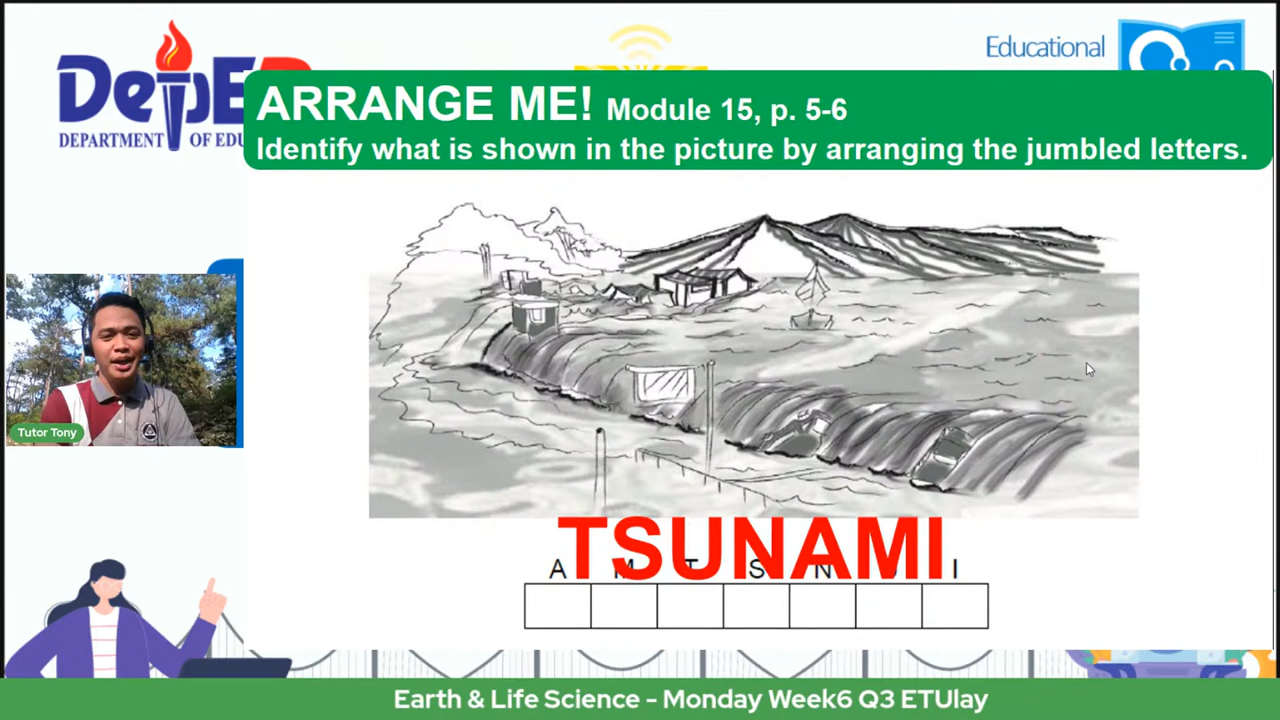 DepED
DEPARTMENT OF EDU
Educational
ARRANGE ME! Module 15, p. 5-6
Identify what is shown in the picture by arranging the jumbled letters.
Tutor Tony
TSUNAMI
A M T S N U I
Earth & Life Science - Monday Week6 Q3 ETUlay